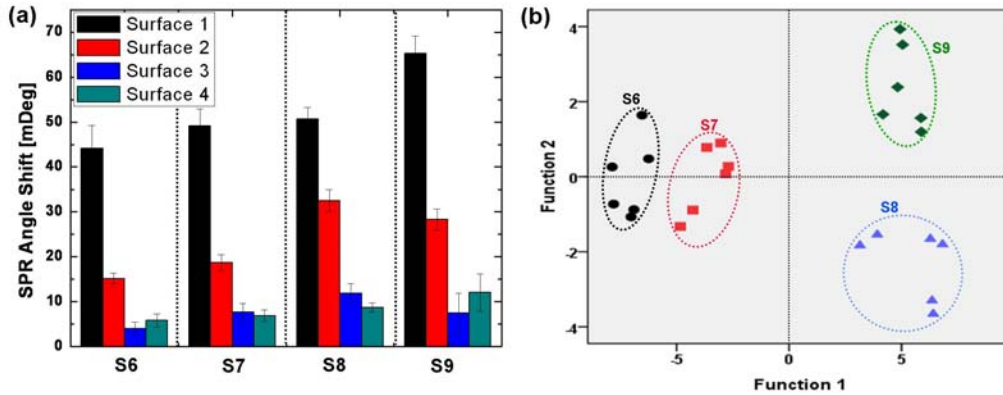 (a)
Surface 1
Surface 2
Surface 3
Surface 4
SPR Angle Shift [mDeg]
70
60
50
40
30
20
10
0
S6 S7 S8 S9
(b)
Function 2
4
2
0
-2
-4
S6
S7
S9
S8
-5 0 5
Function 1